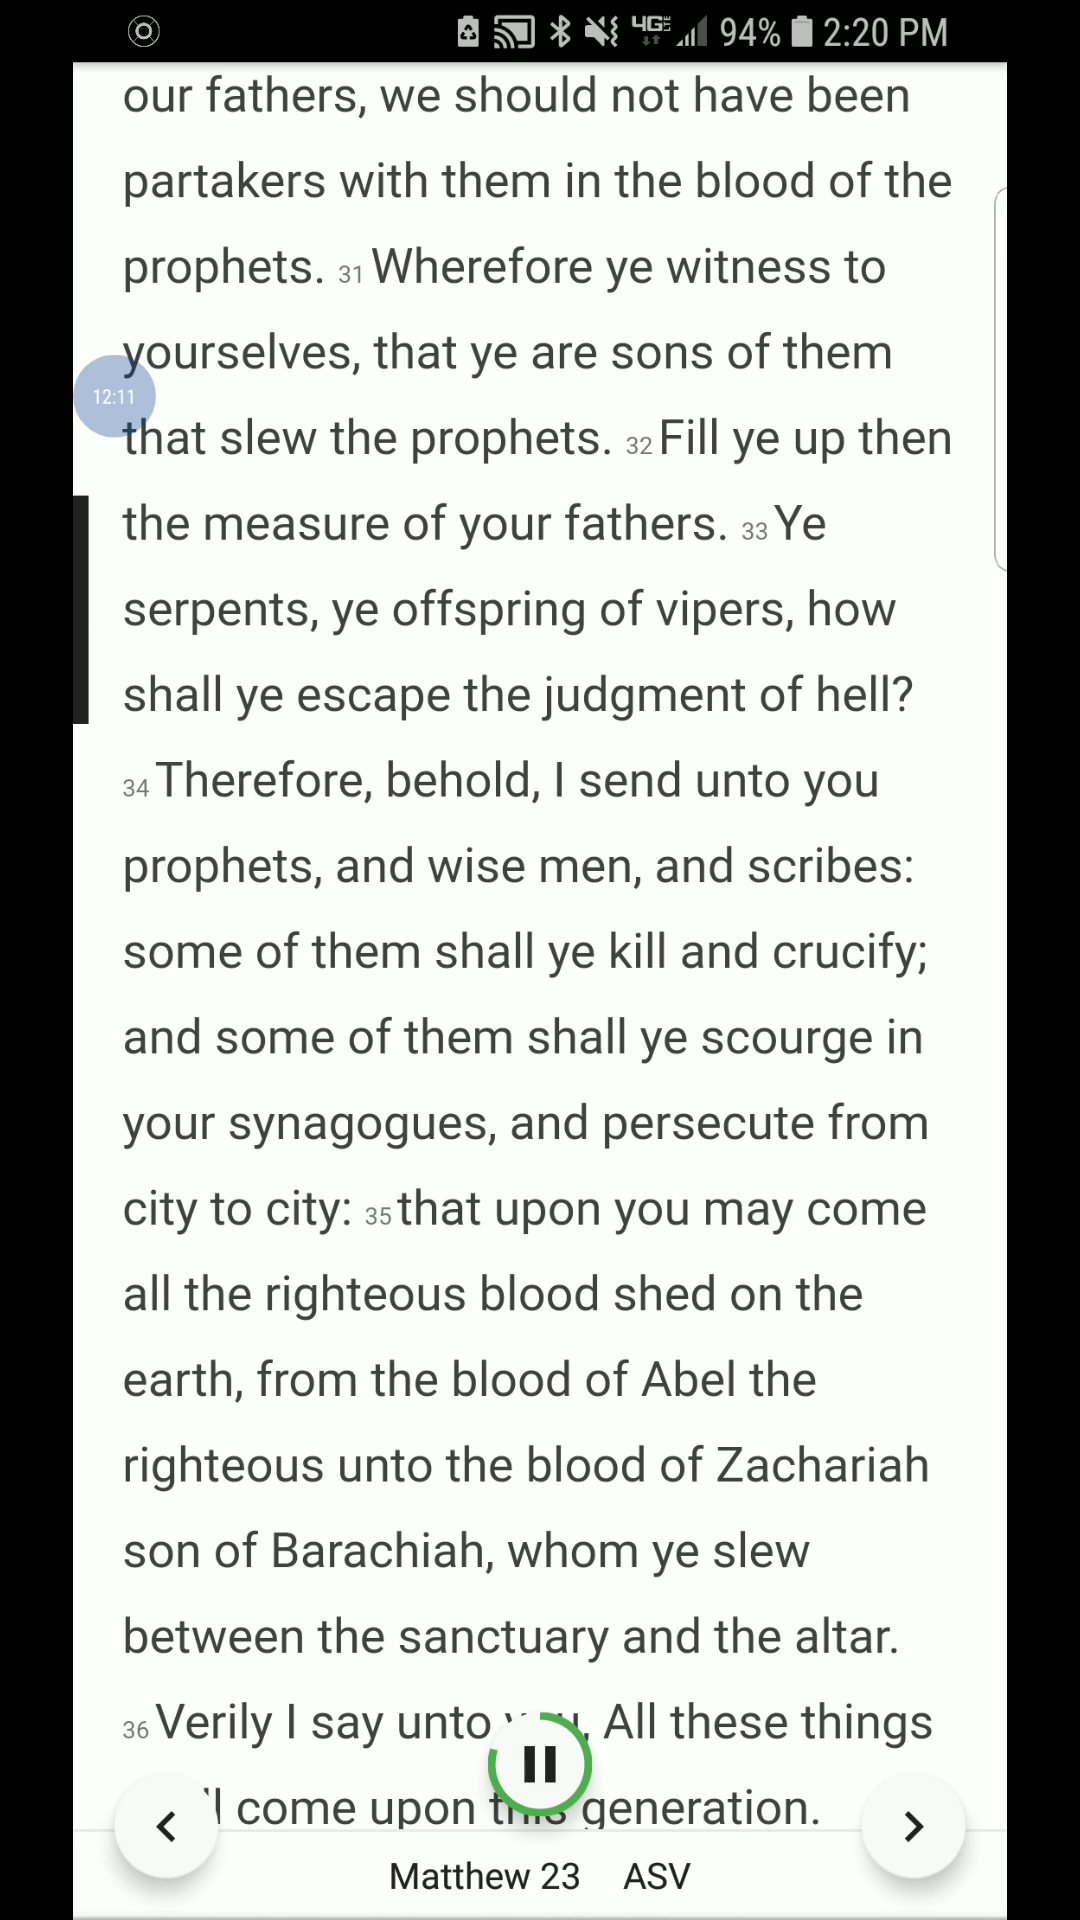 4G LTE 94% 2:20 PM
our fathers, we should not have been
partakers with them in the blood of the
prophets. 31 Wherefore ye witness to
yourselves, that ye are sons of them
12:11
that slew the prophets. 32 Fill ye up then
the measure of your fathers. 33 Ye
serpents, ye offspring of vipers, how
shall ye escape the judgment of hell?
34 Therefore, behold, I send unto you
prophets, and wise men, and scribes:
some of them shall ye kill and crucify;
and some of them shall ye scourge in
your synagogues, and persecute from
city to city: 35 that upon you may come
all the righteous blood shed on the
earth, from the blood of Abel the
righteous unto the blood of Zachariah
son of Barachiah, whom ye slew
between the sanctuary and the altar.
36 Verily I say unto All these things
come upon this generation.
Matthew 23 ASV